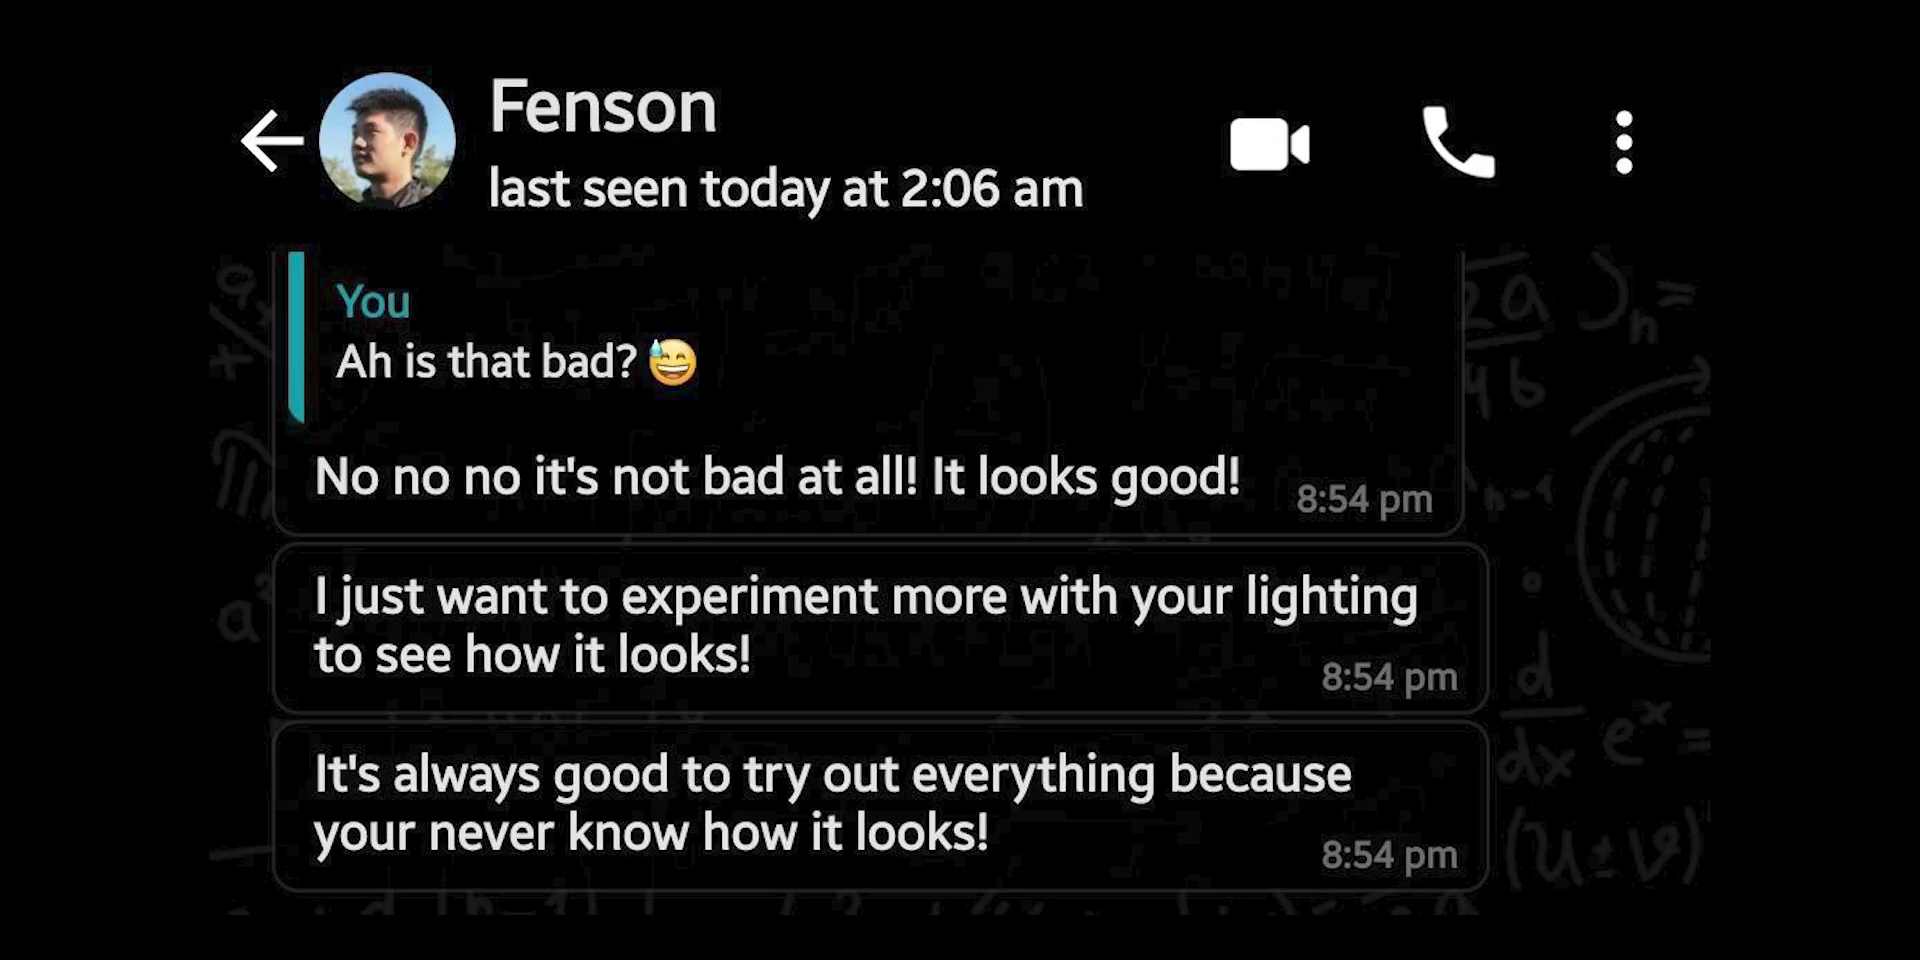 Fenson
last seen today at 2:06 am
You
Ah is that bad? 😅
No no no it's not bad at all! It looks good!
8:54 pm
I just want to experiment more with your lighting
to see how it looks!
8:54 pm
It's always good to try out everything because
your never know how it looks!
8:54 pm